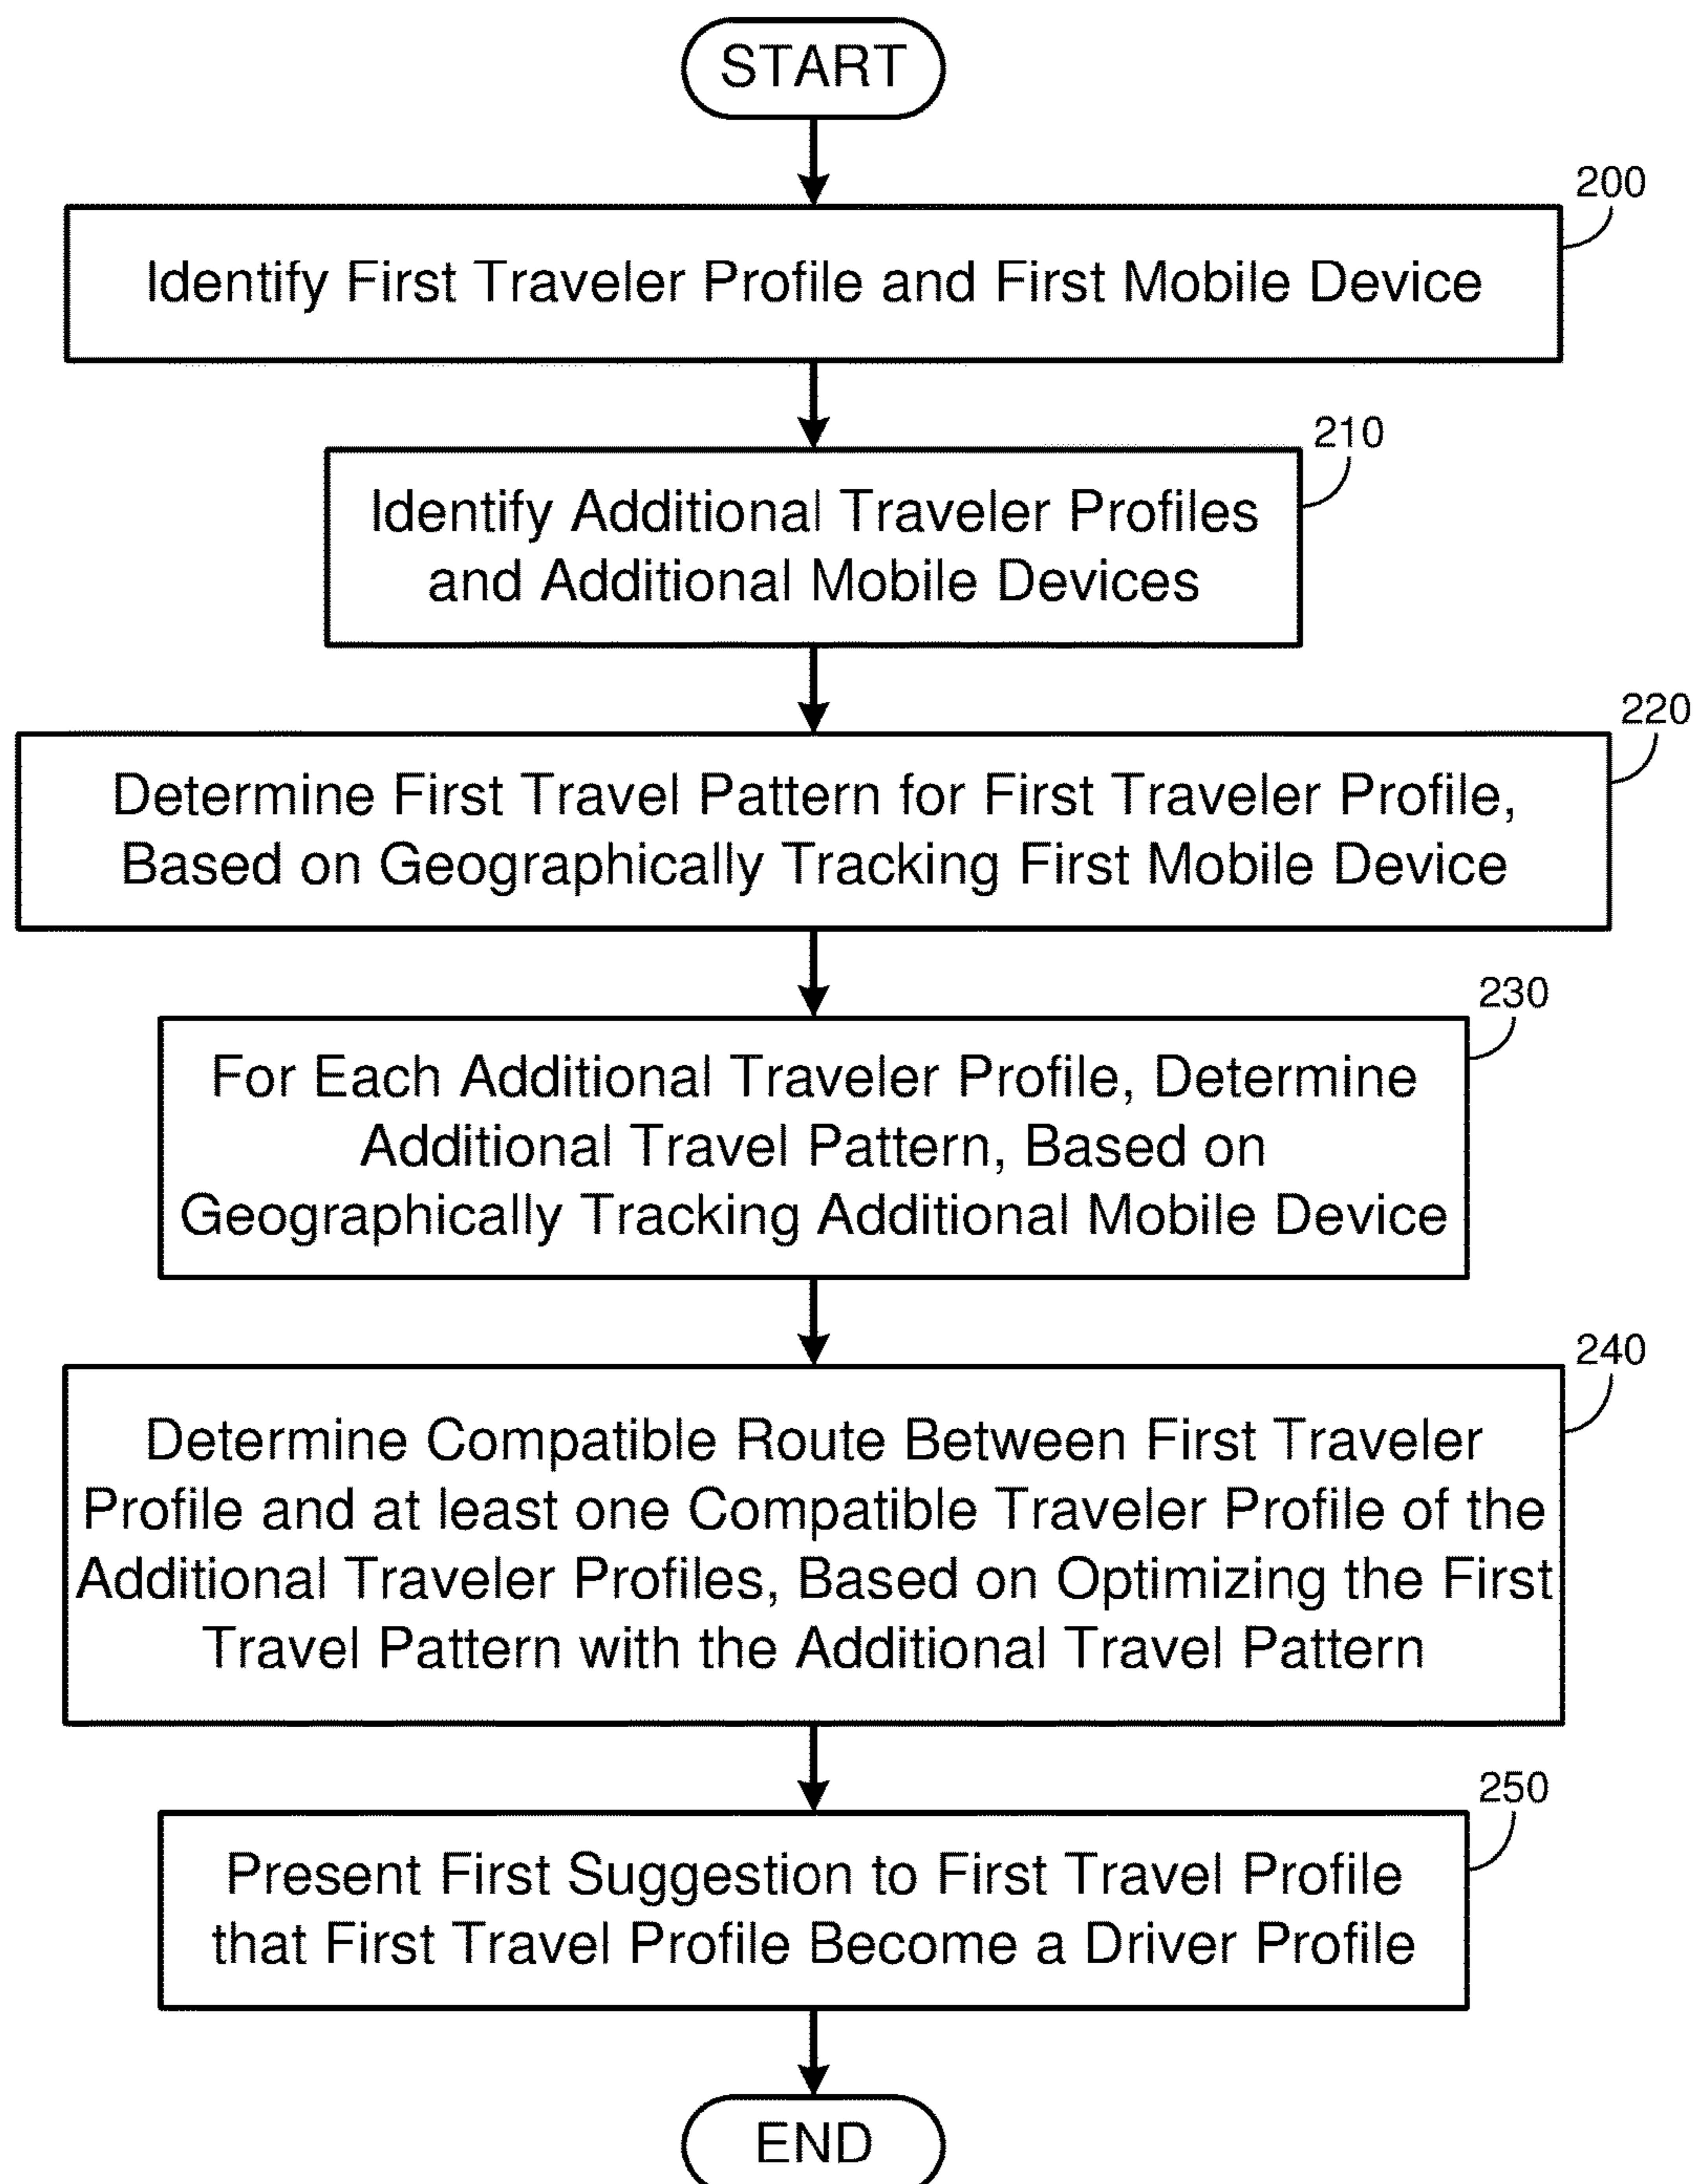 START
200
Identify First Traveler Profile and First Mobile Device
210
Identify Additional Traveler Profiles
and Additional Mobile Devices
220
Determine First Travel Pattern for First Traveler Profile,
Based on Geographically Tracking First Mobile Device
230
For Each Additional Traveler Profile, Determine
Additional Travel Pattern, Based on
Geographically Tracking Additional Mobile Device
240
Determine Compatible Route Between First Traveler
Profile and at least one Compatible Traveler Profile of the
Additional Traveler Profiles, Based on Optimizing the First
Travel Pattern with the Additional Travel Pattern
250
Present First Suggestion to First Travel Profile
that First Travel Profile Become a Driver Profile
END